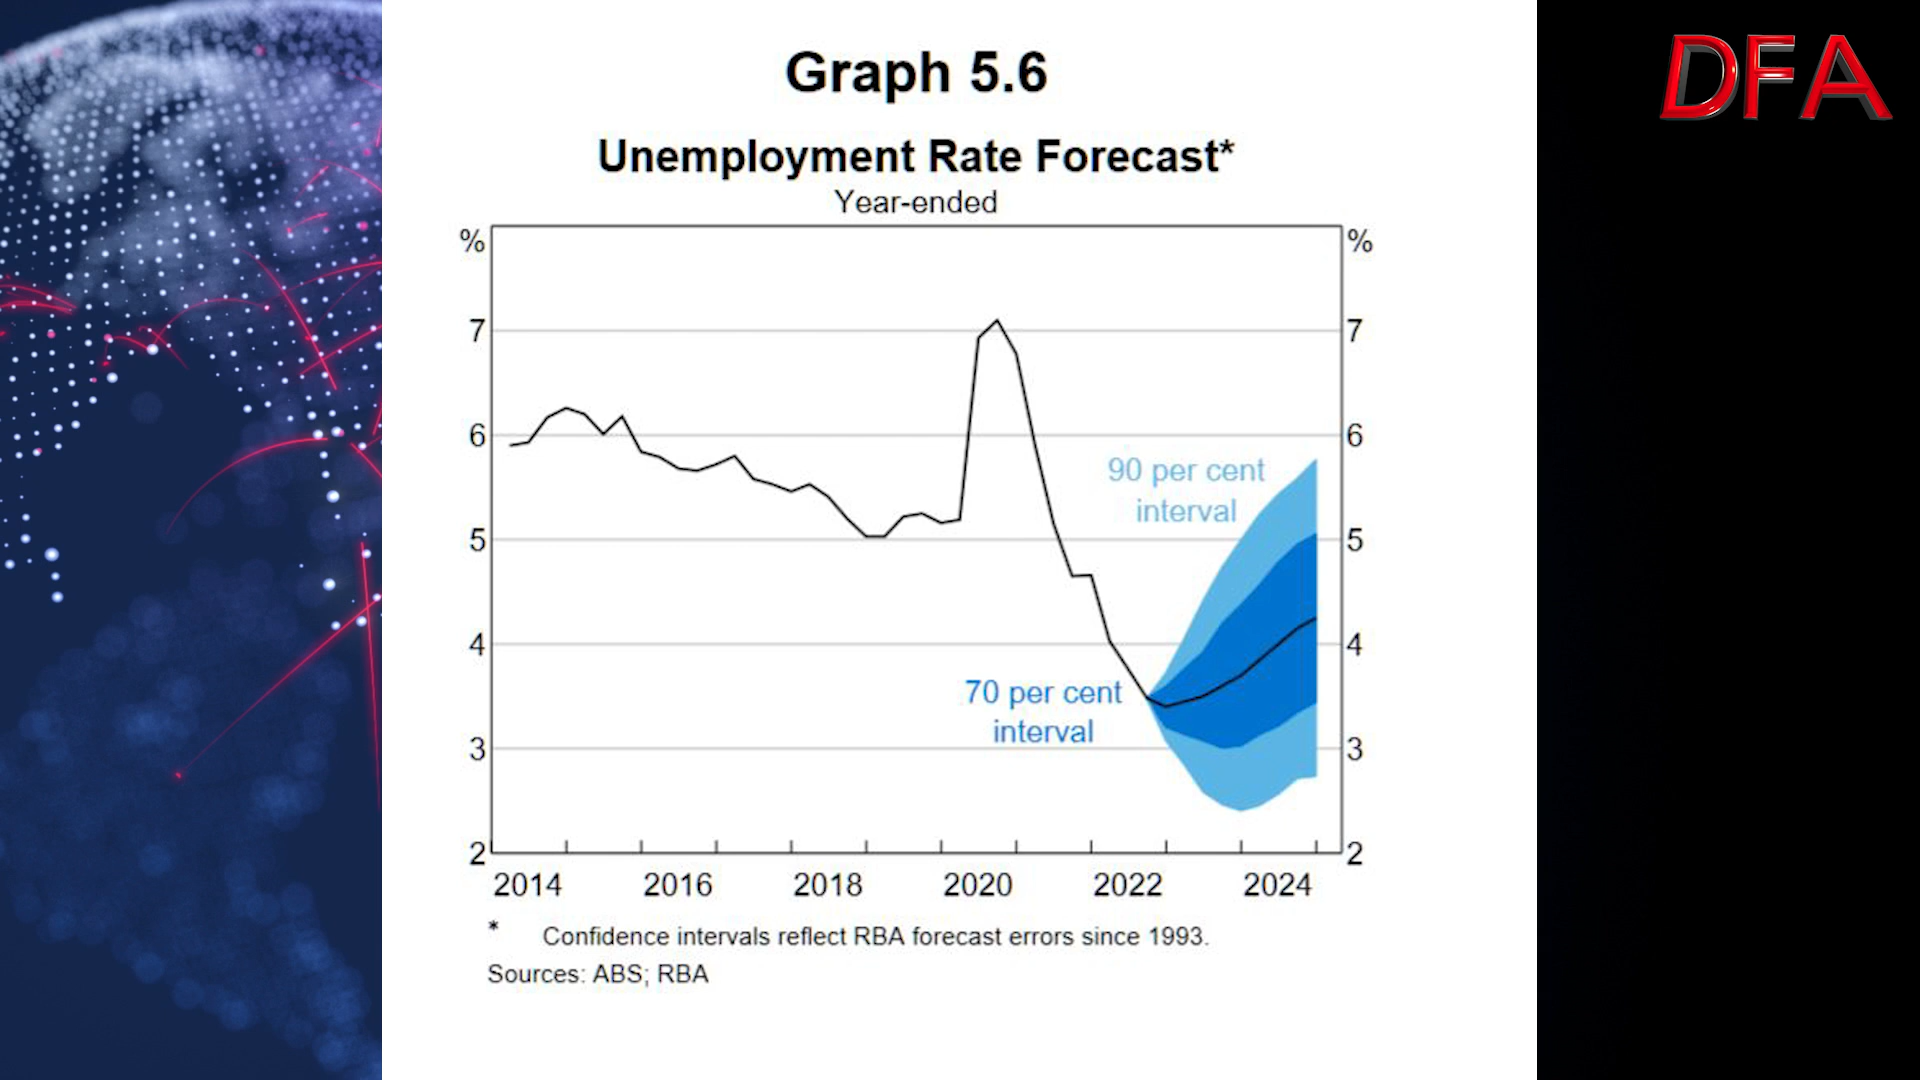 DFA
Graph 5.6
Unemployment Rate Forecast*
Year-ended
% %
7 7
6 6
90 per cent
interval
5 5
4 4
70 per cent
interval
3 3
2 2
2014 2016 2018 2020 2022 2024
* Confidence intervals reflect RBA forecast errors since 1993.
Sources: ABS; RBA